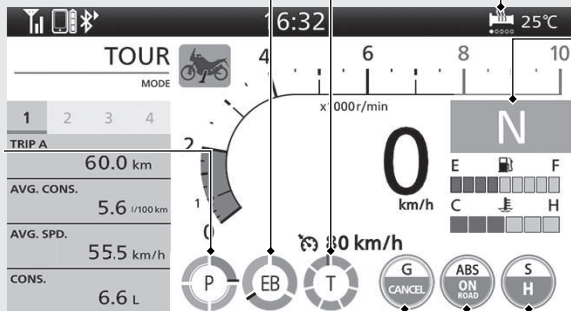 16:32
25℃
TOUR
MODE
4 6 8 10
x1000r/min
1 2 3 4
N
TRIP A
60.0 km
2
0
km/h
E F
AVG. CONS.
5.6 l/100 km
1
C H
AVG. SPD.
55.5 km/h
0
80 km/h
CONS.
6.6 L
P
EB
T
G
CANCEL
ABS
ON
ROAD
S
H